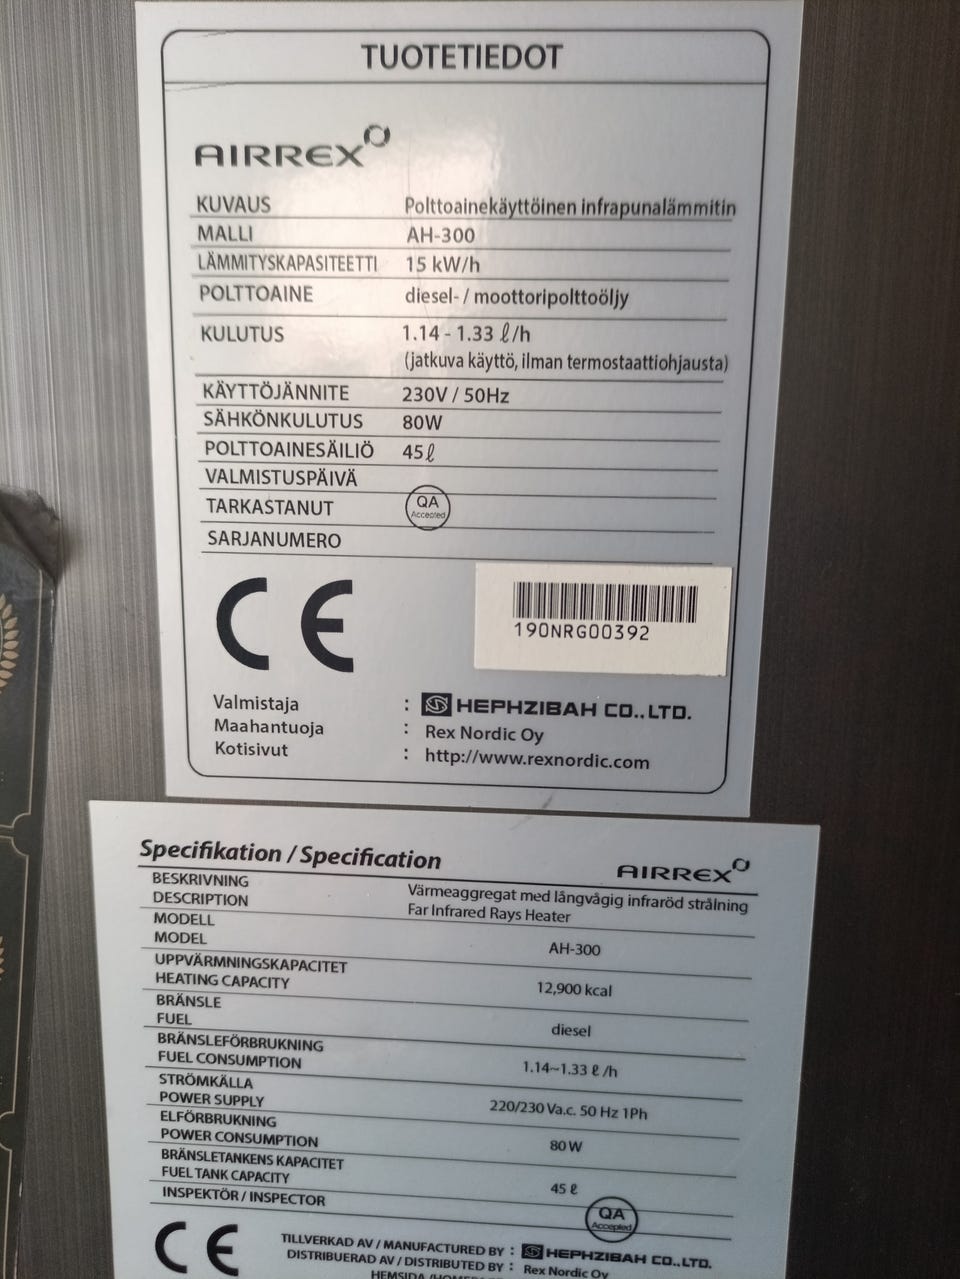 TUOTETIEDOT
AIRREX
KUVAUS Polttoainekäyttöinen infrapunalämmitin
MALLI AH-300
LÄMMITYSKAPASITEETTI 15 kW/h
POLTTOAINE diesel- / moottoripolttoöljy
KULUTUS 1.14 - 1.33 ℓ/h
(jatkuva käyttö, ilman termostaattiohjausta)
KÄYTTÖJÄNNITE 230V / 50Hz
SÄHKÖNKULUTUS 80W
POLTTOAINESÄILIÖ 45ℓ
VALMISTUSPÄIVÄ
TARKASTANUT QA
Accepted
SARJANUMERO
CE
190NRG00392
Valmistaja : HEPHZIBAH CO.,LTD.
Maahantuoja : Rex Nordic Oy
Kotisivut : http://www.rexnordic.com
Specifikation / Specification AIRREX
BESKRIVNING Värmeaggregat med långvågig infraröd strålning
DESCRIPTION Far Infrared Rays Heater
MODELL
MODEL AH-300
UPPVÄRMNINGSKAPACITET
HEATING CAPACITY 12,900 kcal
BRÄNSLE
FUEL diesel
BRÄNSLEFÖRBRUKNING
FUEL CONSUMPTION 1.14~1.33 ℓ /h
STRÖMKÄLLA
POWER SUPPLY 220/230 Va.c. 50 Hz 1Ph
ELFÖRBRUKNING
POWER CONSUMPTION 80 W
BRÄNSLETANKENS KAPACITET
FUEL TANK CAPACITY 45 ℓ
INSPEKTÖR / INSPECTOR QA
Accepted
CE
TILLVERKAD AV / MANUFACTURED BY : HEPHZIBAH CO.,LTD.
DISTRIBUERAD AV / DISTRIBUTED BY : Rex Nordic Oy
HEMSIDA